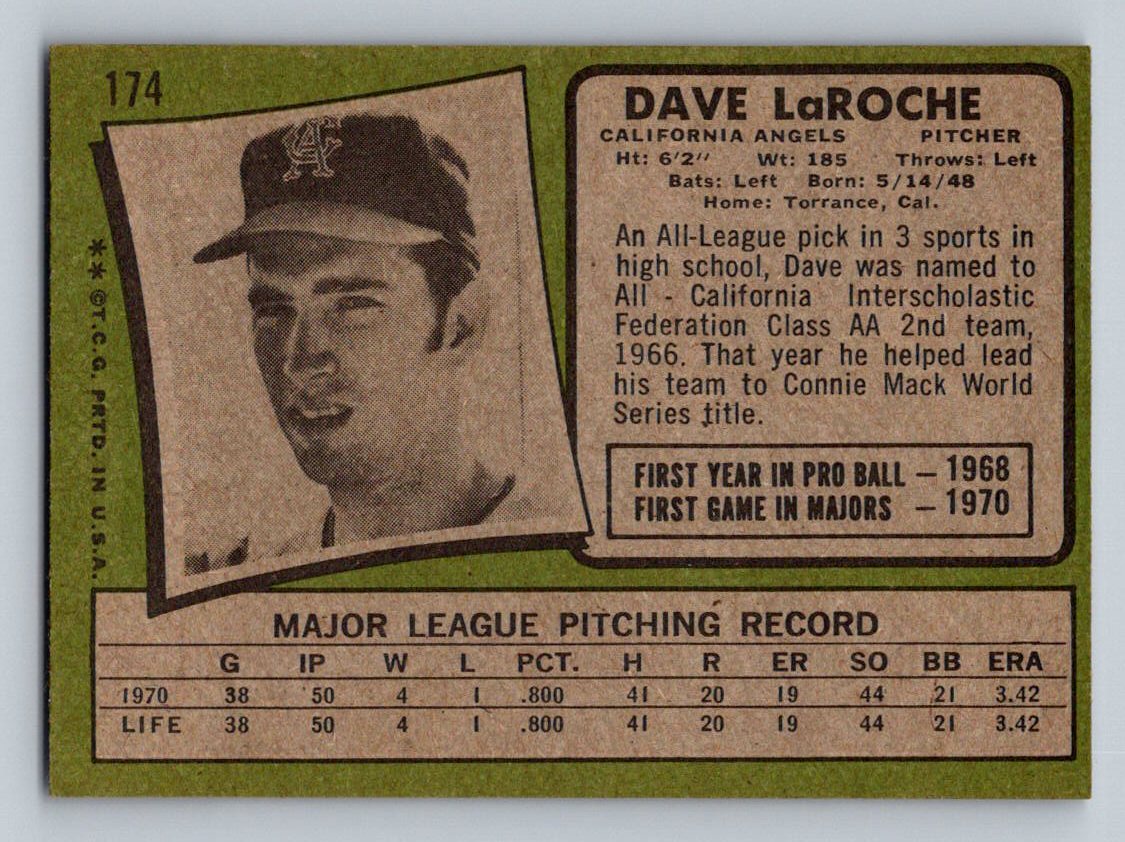 174
DAVE LaROCHE
CALIFORNIA ANGELS PITCHER
Ht: 6'2" Wt: 185 Throws: Left
Bats: Left Born: 5/14/48
Home: Torrance, Cal.
An All-League pick in 3 sports in
high school, Dave was named to
All - California Interscholastic
Federation Class AA 2nd team,
1966. That year he helped lead
his team to Connie Mack World
Series title.
FIRST YEAR IN PRO BALL — 1968
FIRST GAME IN MAJORS — 1970
**©T.C.G. PRTD. IN U.S.A.
CA
MAJOR LEAGUE PITCHING RECORD
G IP W L PCT. H R ER SO BB ERA
1970 38 50 4 1 .800 41 20 19 44 21 3.42
LIFE 38 50 4 1 .800 41 20 19 44 21 3.42